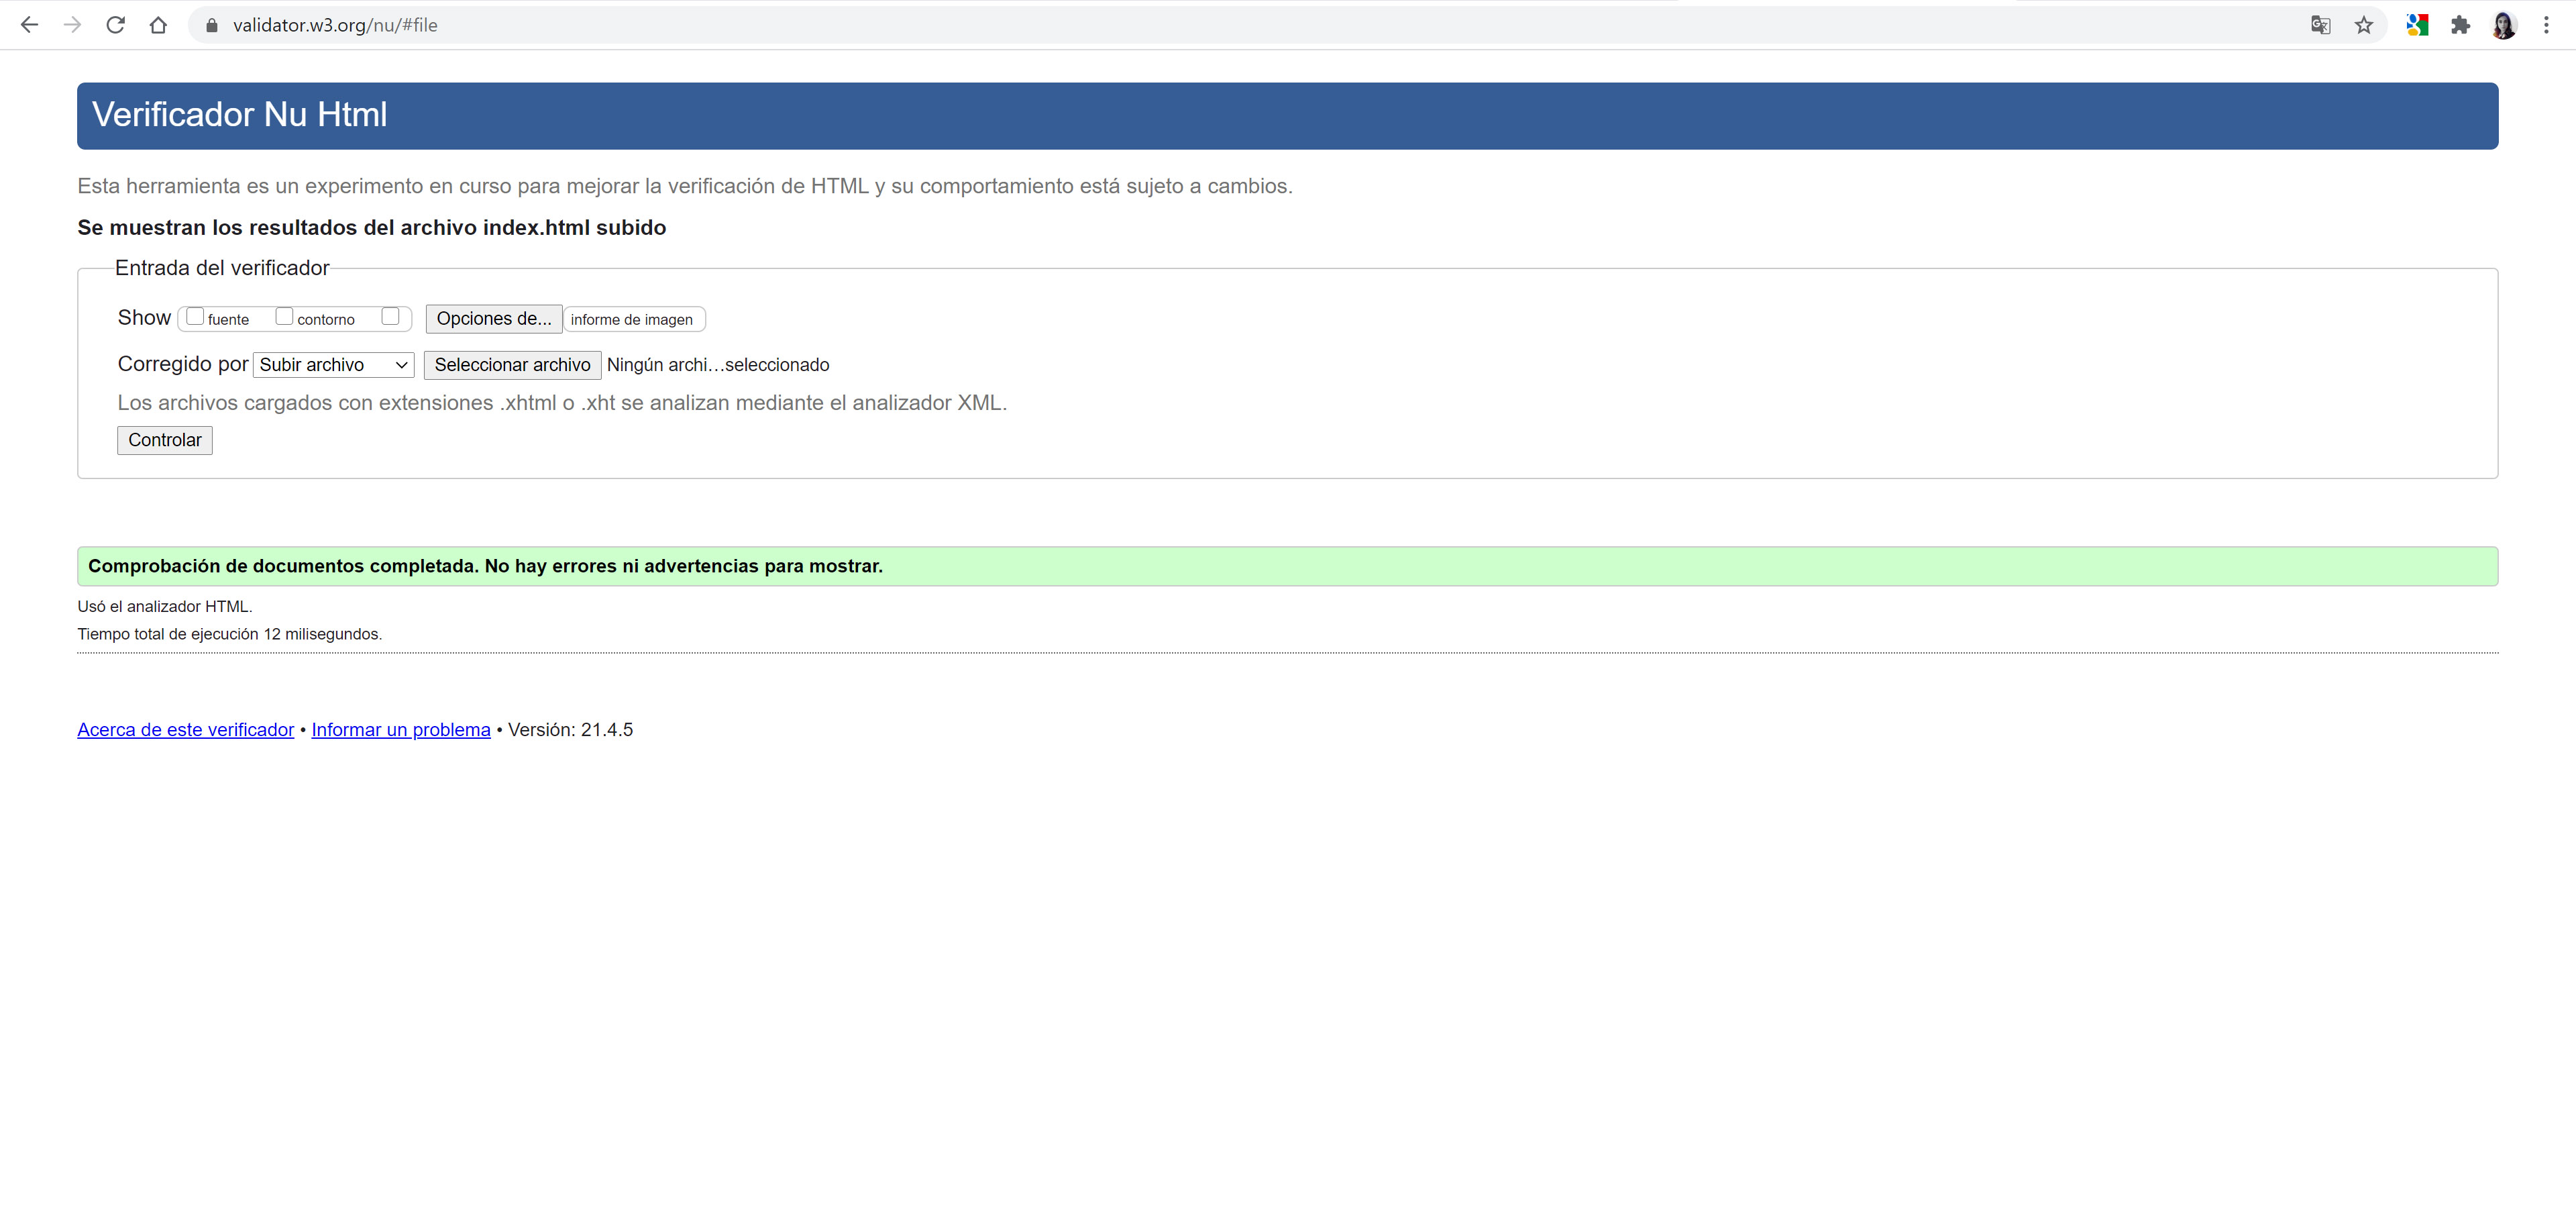 validator.w3.org/nu/#file
Verificador Nu Html
Esta herramienta es un experimento en curso para mejorar la verificación de HTML y su comportamiento está sujeto a cambios.
Se muestran los resultados del archivo index.html subido
Entrada del verificador
Show fuente contorno Opciones de... informe de imagen
Corregido por Subir archivo Seleccionar archivo Ningún archi…seleccionado
Los archivos cargados con extensiones .xhtml o .xht se analizan mediante el analizador XML.
Controlar
Comprobación de documentos completada. No hay errores ni advertencias para mostrar.
Usó el analizador HTML.
Tiempo total de ejecución 12 milisegundos.
Acerca de este verificador • Informar un problema • Versión: 21.4.5